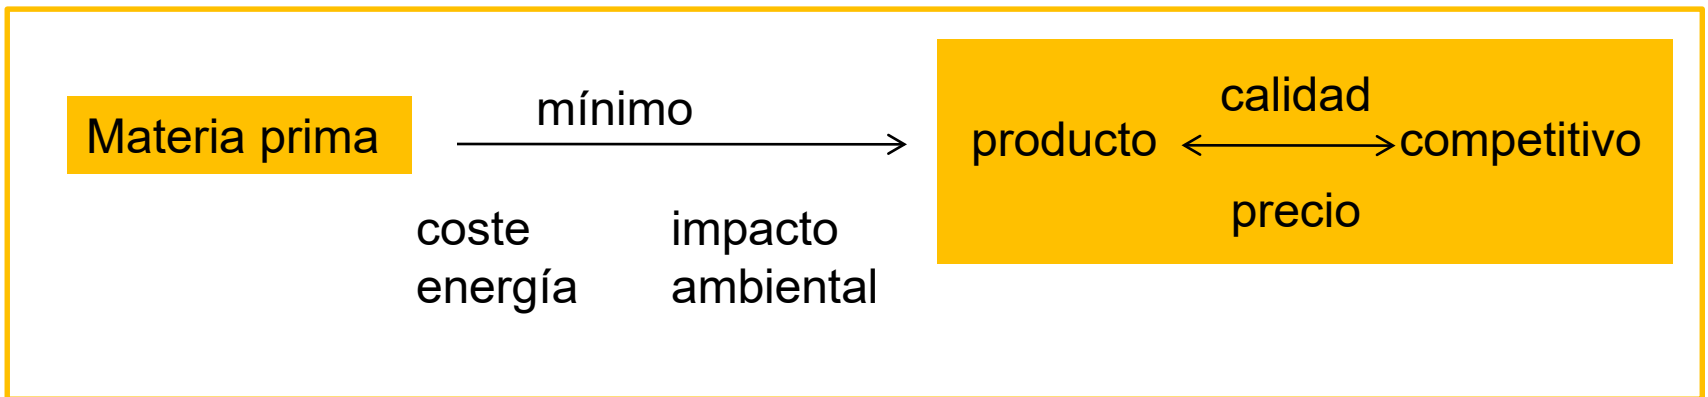 Materia prima
mínimo
coste
energía
impacto
ambiental
calidad
producto
competitivo
precio